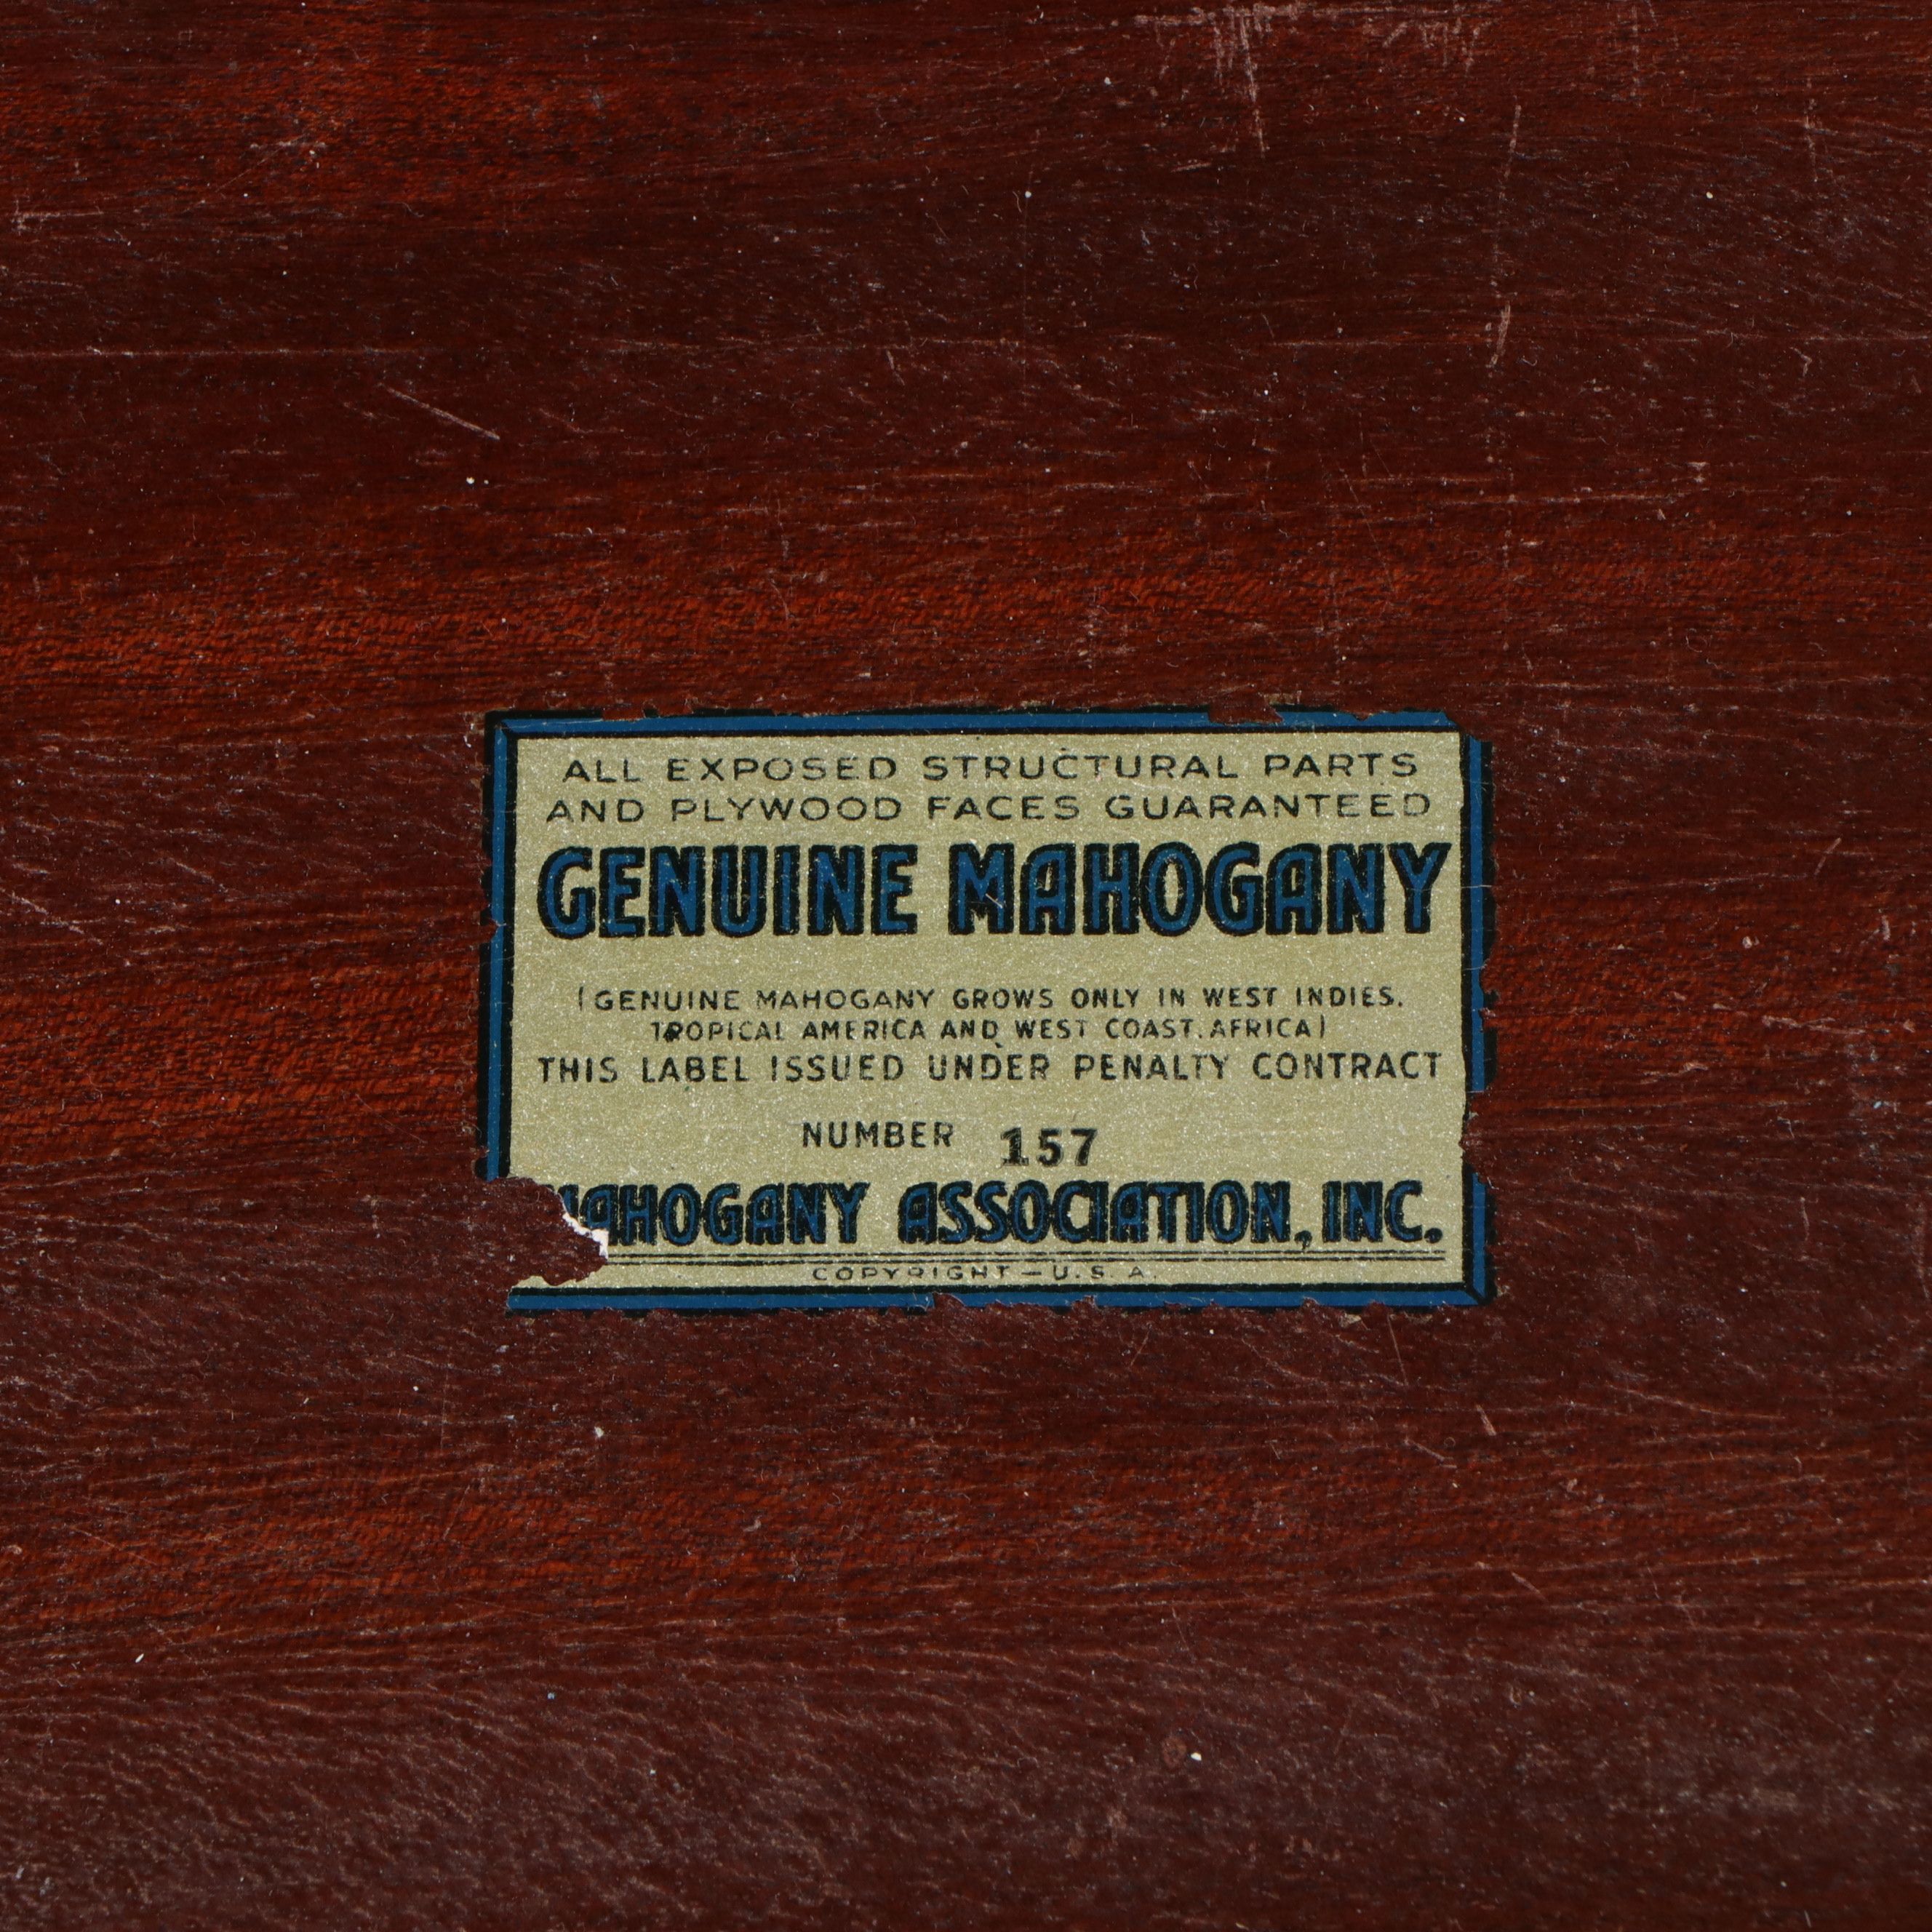 ALL EXPOSED STRUCTURAL PARTS
AND PLYWOOD FACES GUARANTEED
GENUINE MAHOGANY
(GENUINE MAHOGANY GROWS ONLY IN WEST INDIES,
TROPICAL AMERICA AND WEST COAST, AFRICA)
THIS LABEL ISSUED UNDER PENALTY CONTRACT
NUMBER 157
MAHOGANY ASSOCIATION, INC.
COPYRIGHT - U.S.A.